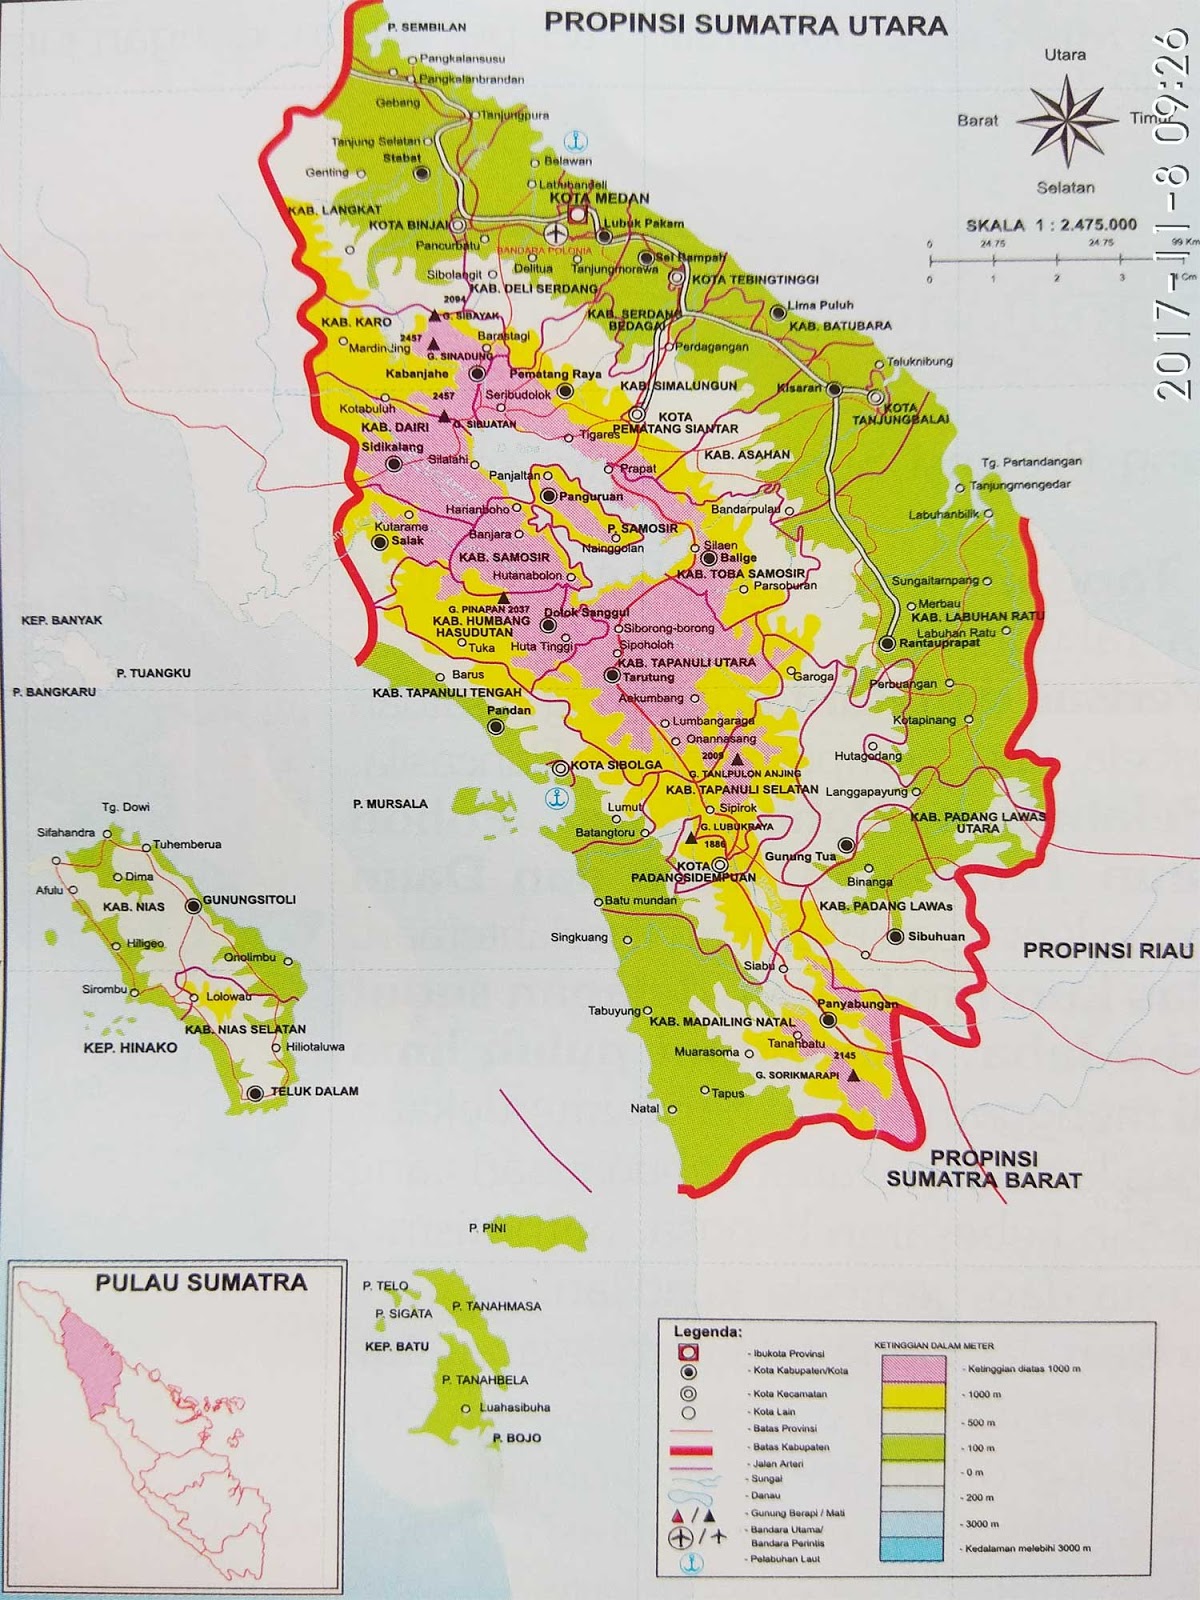 PROPINSI SUMATRA UTARA
P. SEMBILAN
Pangkalansusu
Pangkalanbrandan
Gebang
Tanjungpura
Tanjung Selatan
Stabat
Genting
Belawan
Labuhandeli
KOTA MEDAN
KAB. LANGKAT
KOTA BINJAI
Lubuk Pakam
Pancurbatu
BANDARA POLONIA
Delitua
Tanjungmorawa
Sei Rampah
Sibolangit
KAB. DELI SERDANG
KOTA TEBINGTINGGI
2094
G. SIBAYAK
KAB. SERDANG
BEDAGAI
Lima Puluh
KAB. BATUBARA
KAB. KARO
Mardinding
2457
G. SINABUNG
Barastagi
Perdagangan
Teluknibung
Kabanjahe
Pematang Raya
KAB. SIMALUNGUN
Kisaran
2457
Kotabuluh
Seribudolok
KAB. DAIRI
G. SIBUATAN
Tigares
KOTA
PEMATANG SIANTAR
KOTA
TANJUNGBALAI
Sidikalang
Silalahi
Panjaitan
Prapat
KAB. ASAHAN
Tg. Pertandangan
Tanjungmengedar
Harianboho
Panguruan
Bandarpulau
Labuhanbilik
Kutarame
Salak
Banjara
P. SAMOSIR
Nainggolan
KAB. SAMOSIR
Silaen
Balige
KAB. TOBA SAMOSIR
Hutanabolon
Parsoburan
Sungaitampang
G. PINAPAN 2037
KAB. HUMBANG
HASUDUTAN
Dolok Sanggul
Merbau
KAB. LABUHAN RATU
Tuka
Huta Tinggi
Siborong-borong
Sipoholoh
Labuhan Ratu
Rantauprapat
KAB. TAPANULI UTARA
Barus
Tarutung
Garoga
Perbuangan
KAB. TAPANULI TENGAH
Aekumbang
Pandan
Lumbangaraga
Kotapinang
Onannasang
2009
Hutagodang
KOTA SIBOLGA
G. TANLPULON ANJING
KAB. TAPANULI SELATAN
Langgapayung
P. MURSALA
Lumut
Sipirok
KAB. PADANG LAWAS
UTARA
Batangtoru
G. LUBUKRAYA
1886
Gunung Tua
KOTA
PADANGSIDEMPUAN
Binanga
Batu mundan
KAB. PADANG LAWAs
Singkuang
Sibuhuan
Siabu
PROPINSI RIAU
Tabuyung
KAB. MADAILING NATAL
Panyabungan
Muarasoma
Tanahbatu
2145
G. SORIKMARAPI
Tapus
Natal
PROPINSI
SUMATRA BARAT
KEP. BANYAK
P. TUANGKU
P. BANGKARU
Tg. Dowi
Sifahandra
Tuhemberua
Afulu
Dima
KAB. NIAS
GUNUNGSITOLI
Hiligeo
Onolimbu
Sirombu
Lolowau
KAB. NIAS SELATAN
KEP. HINAKO
Hiliotaluwa
TELUK DALAM
P. PINI
P. TELO
P. SIGATA
P. TANAHMASA
KEP. BATU
P. TANAHBELA
Luahasibuha
P. BOJO
Utara
Barat
Timur
Selatan
SKALA 1 : 2.475.000
0 24.75 24.75 99 Km
0 1 2 3 4 Cm
2017-11-8 09:26
PULAU SUMATRA
Legenda:
- Ibukota Provinsi
- Kota Kabupaten/Kota
- Kota Kecamatan
- Kota Lain
- Batas Provinsi
- Batas Kabupaten
- Jalan Arteri
- Sungai
- Danau
- Gunung Berapi / Mati
- Bandara Utama/
Bandara Perintis
- Pelabuhan Laut
KETINGGIAN DALAM METER
- Ketinggian diatas 1000 m
- 1000 m
- 500 m
- 100 m
- 0 m
- 200 m
- 3000 m
- Kedalaman melebihi 3000 m